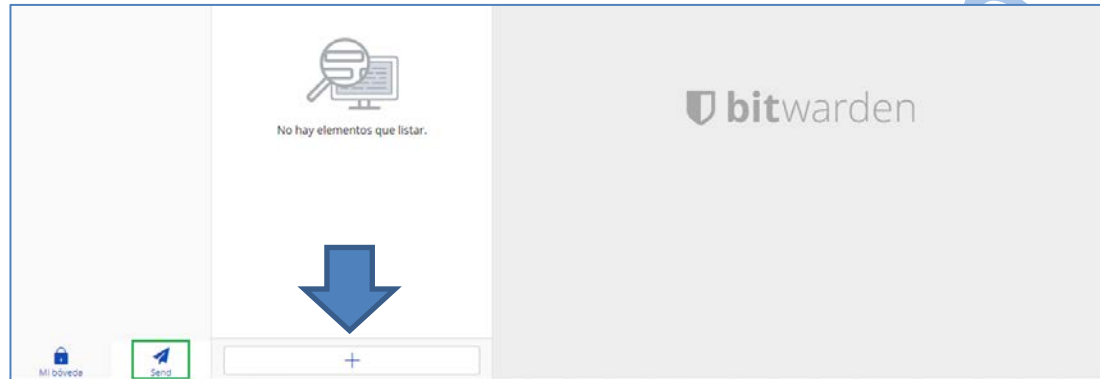 No hay elementos que listar.
bitwarden
Mi bóveda
Send
+